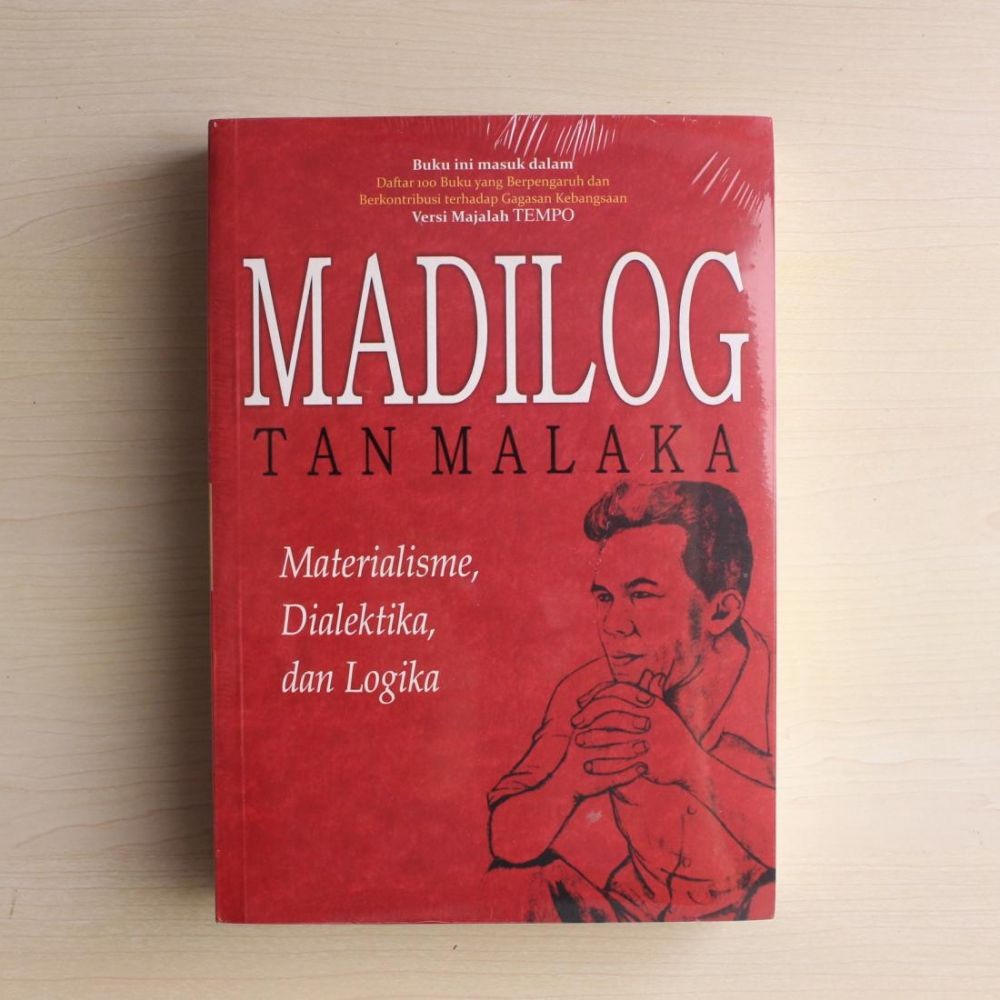 Buku ini masuk dalam
Daftar 100 Buku yang Berpengaruh dan
Berkontribusi terhadap Gagasan Kebangsaan
Versi Majalah TEMPO
MADILOG
TAN MALAKA
Materialisme,
Dialektika,
dan Logika